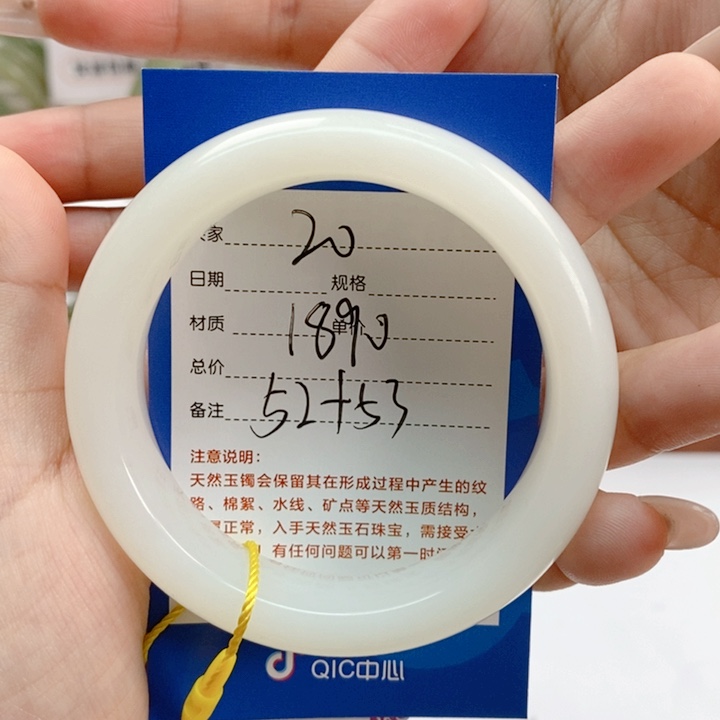 家 20
日期 规格
材质 1890 单价
总价
备注 52+53
注意说明：
天然玉镯会保留其在形成过程中产生的纹
路、棉絮、水线、矿点等天然玉质结构，
正常，入手天然玉石珠宝，需接受
！有任何问题可以第一时
QIC中心